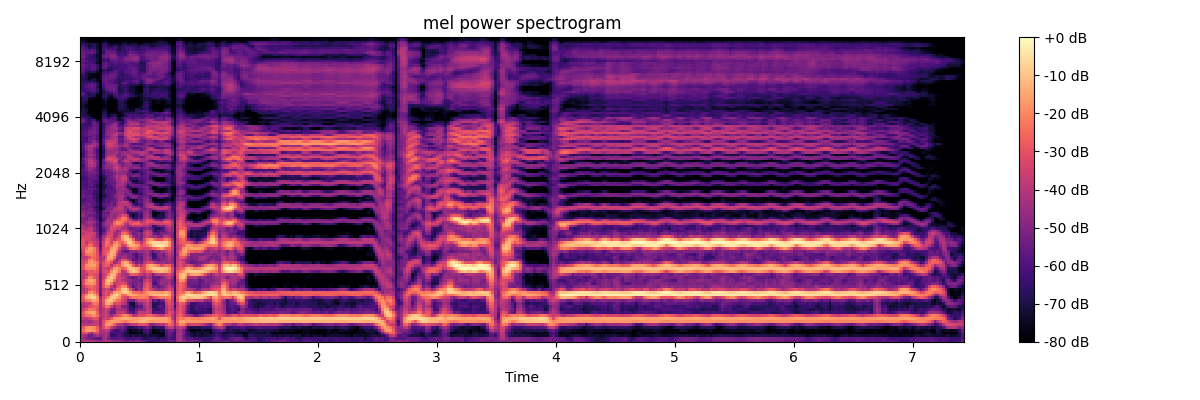 mel power spectrogram
8192
4096
2048
1024
512
0
Hz
0 1 2 3 4 5 6 7
Time
+0 dB
-10 dB
-20 dB
-30 dB
-40 dB
-50 dB
-60 dB
-70 dB
-80 dB